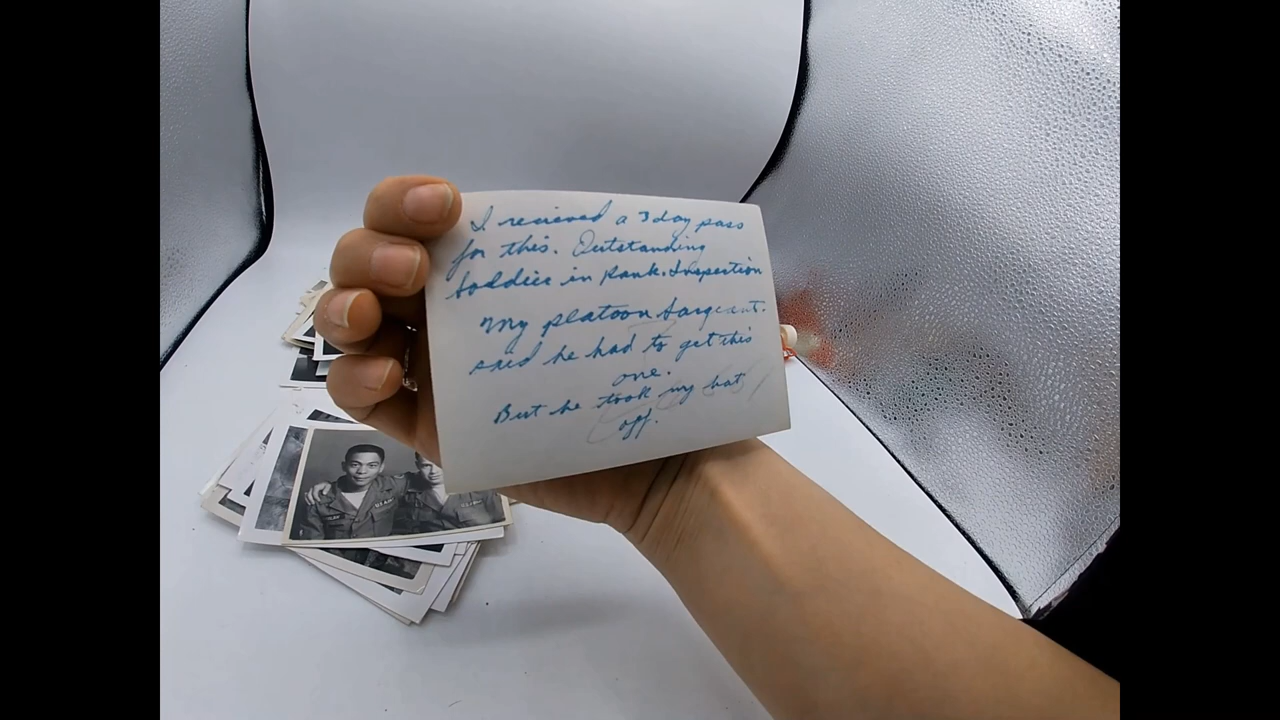 I recieved a 3 day pass
for this. Outstanding
Soldier in Rank. Inspection
My platoon Sargeant.
said he had to get this
one.
But he took my hat
off.